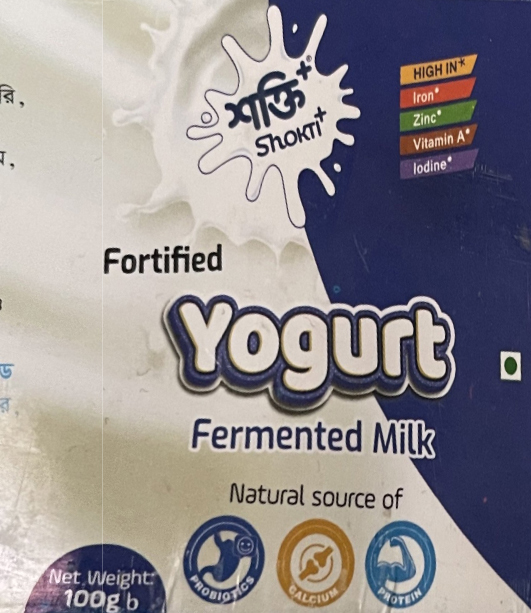 রি,
শক্তি+
Shokti+
HIGH IN*
Iron*
Zinc*
Vitamin A*
Iodine*
Fortified
Yogurt
Fermented Milk
Natural source of
PROBIOTICS
CALCIUM
PROTEIN
Net Weight:
100g b